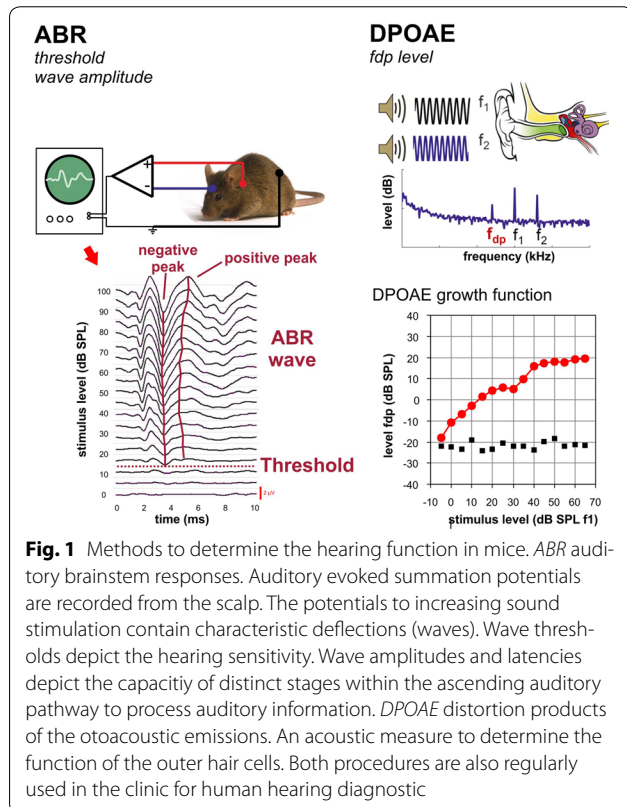 ABR
threshold
wave amplitude
+
-
negative
peak
positive peak
100
90
80
70
60
50
40
30
20
10
0
stimulus level (dB SPL)
ABR
wave
Threshold
2 µV
0 2 4 6 8 10
time (ms)
DPOAE
fdp level
f1
f2
level (dB)
fdp f1 f2
frequency (kHz)
DPOAE growth function
40
30
20
10
0
-10
-20
-30
-40
level fdp (dB SPL)
-10 0 10 20 30 40 50 60 70
stimulus level (dB SPL f1)
Fig. 1 Methods to determine the hearing function in mice. ABR audi-
tory brainstem responses. Auditory evoked summation potentials
are recorded from the scalp. The potentials to increasing sound
stimulation contain characteristic deflections (waves). Wave thresh-
olds depict the hearing sensitivity. Wave amplitudes and latencies
depict the capacitiy of distinct stages within the ascending auditory
pathway to process auditory information. DPOAE distortion products
of the otoacoustic emissions. An acoustic measure to determine the
function of the outer hair cells. Both procedures are also regularly
used in the clinic for human hearing diagnostic